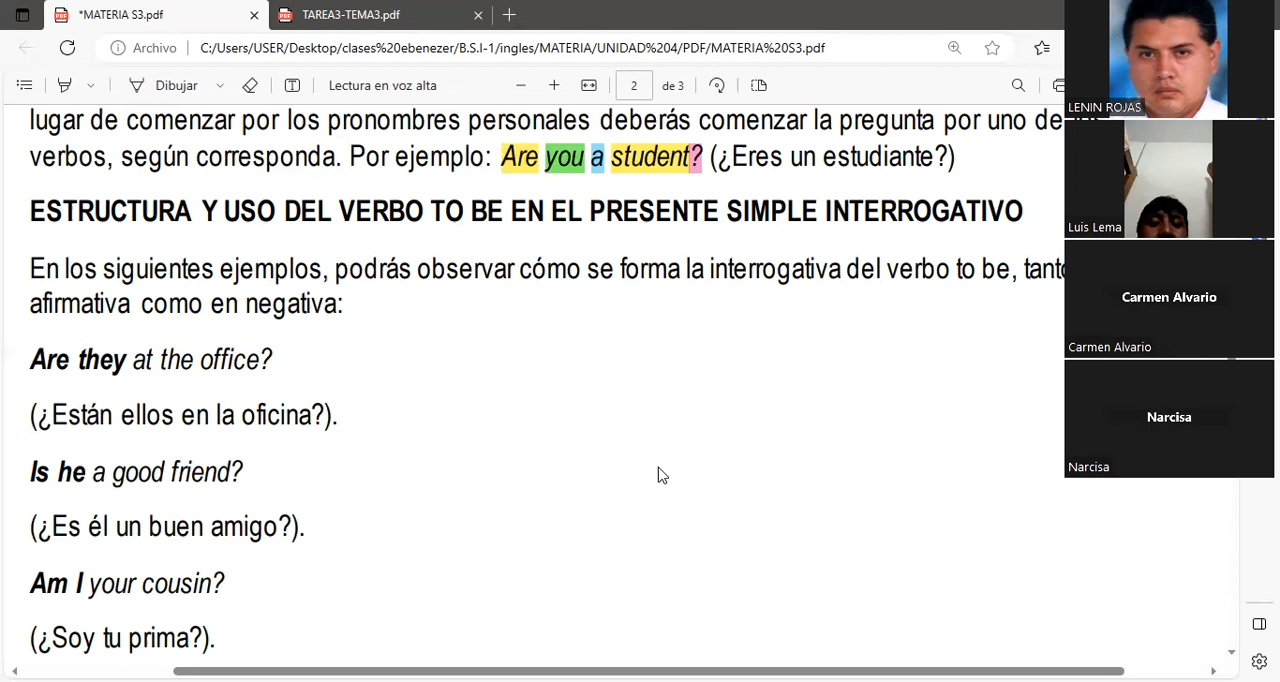 *MATERIA S3.pdf
TAREA3-TEMA3.pdf
Archivo
C:/Users/USER/Desktop/clases%20ebenezer/B.S.I-1/ingles/MATERIA/UNIDAD%204/PDF/MATERIA%20S3.pdf
Dibujar
Lectura en voz alta
2
de 3
lugar de comenzar por los pronombres personales deberás comenzar la pregunta por uno de
verbos, según corresponda. Por ejemplo: Are you a student? (¿Eres un estudiante?)
ESTRUCTURA Y USO DEL VERBO TO BE EN EL PRESENTE SIMPLE INTERROGATIVO
En los siguientes ejemplos, podrás observar cómo se forma la interrogativa del verbo to be, tanto
afirmativa como en negativa:
Are they at the office?
(¿Están ellos en la oficina?).
Is he a good friend?
(¿Es él un buen amigo?).
Am I your cousin?
(¿Soy tu prima?).
LENIN ROJAS
Luis Lema
Carmen Alvario
Carmen Alvario
Narcisa
Narcisa